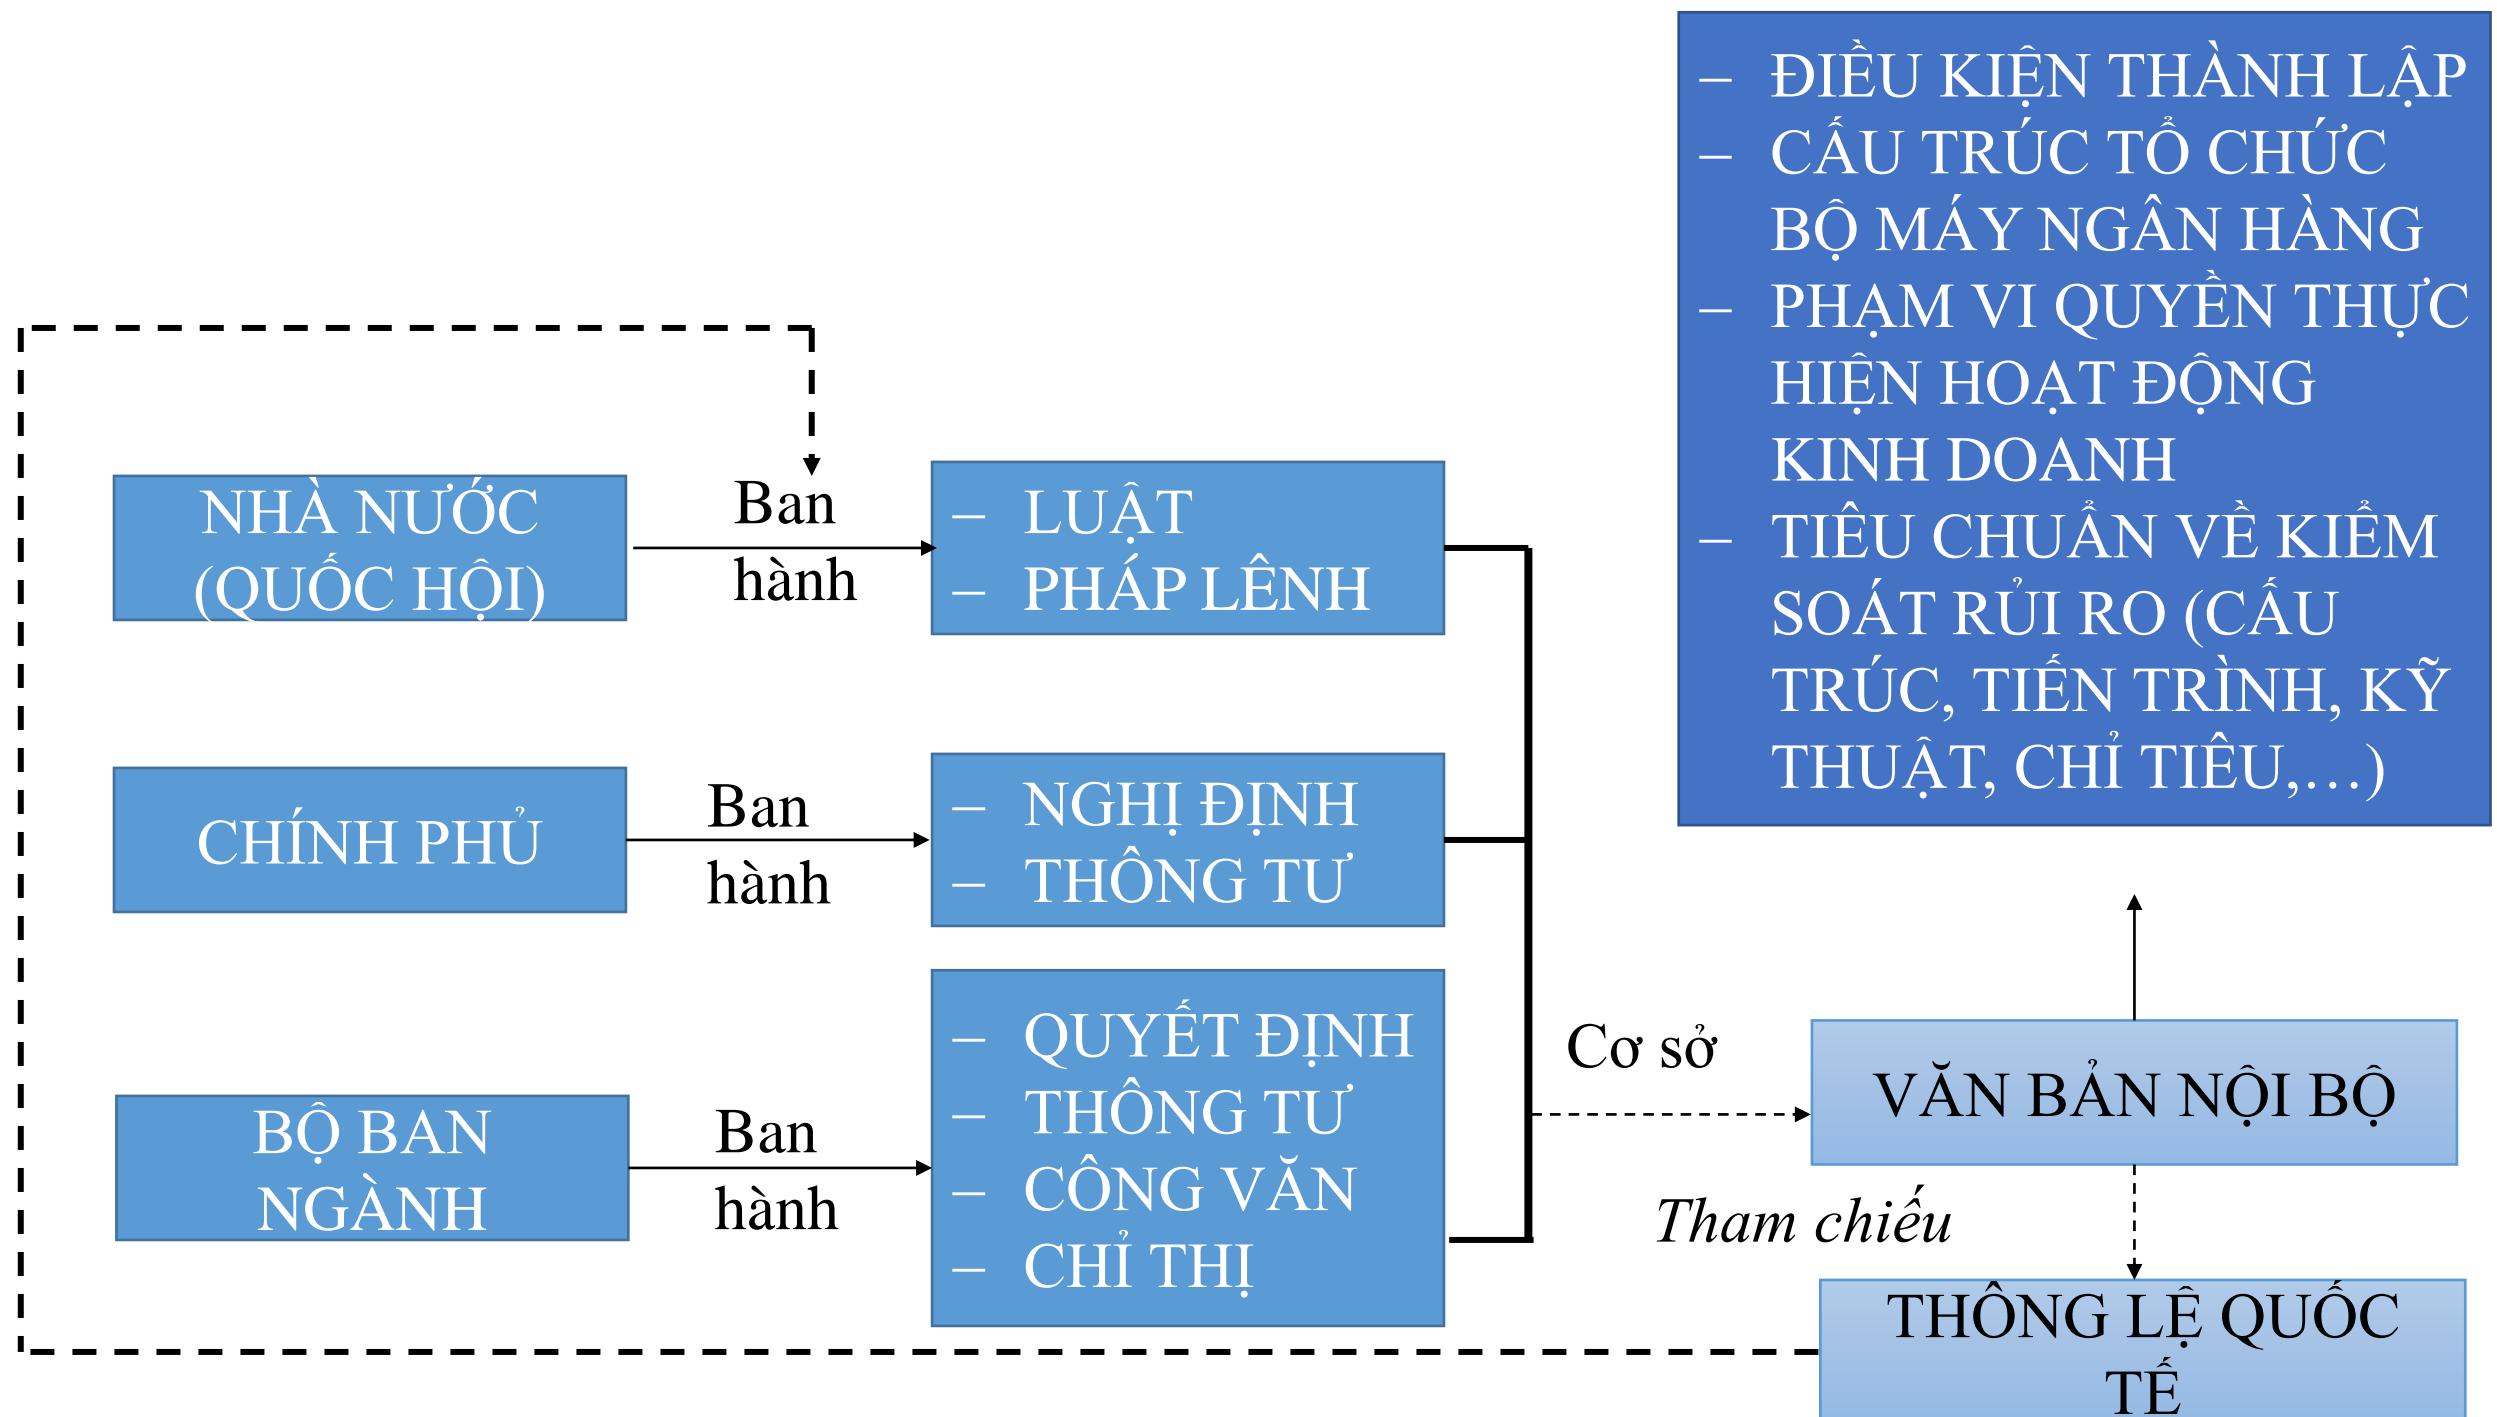 – ĐIỀU KIỆN THÀNH LẬP
– CẤU TRÚC TỔ CHỨC
BỘ MÁY NGÂN HÀNG
– PHẠM VI QUYỀN THỰC
HIỆN HOẠT ĐỘNG
KINH DOANH
– TIÊU CHUẨN VỀ KIỂM
SOÁT RỦI RO (CẤU
TRÚC, TIẾN TRÌNH, KỸ
THUẬT, CHỈ TIÊU,…)
NHÀ NƯỚC
(QUỐC HỘI)
Ban
hành
– LUẬT
– PHÁP LỆNH
CHÍNH PHỦ
Ban
hành
– NGHỊ ĐỊNH
– THÔNG TƯ
BỘ BAN
NGÀNH
Ban
hành
– QUYẾT ĐỊNH
– THÔNG TƯ
– CÔNG VĂN
– CHỈ THỊ
Cơ sở
VĂN BẢN NỘI BỘ
Tham chiếu
THÔNG LỆ QUỐC
TẾ